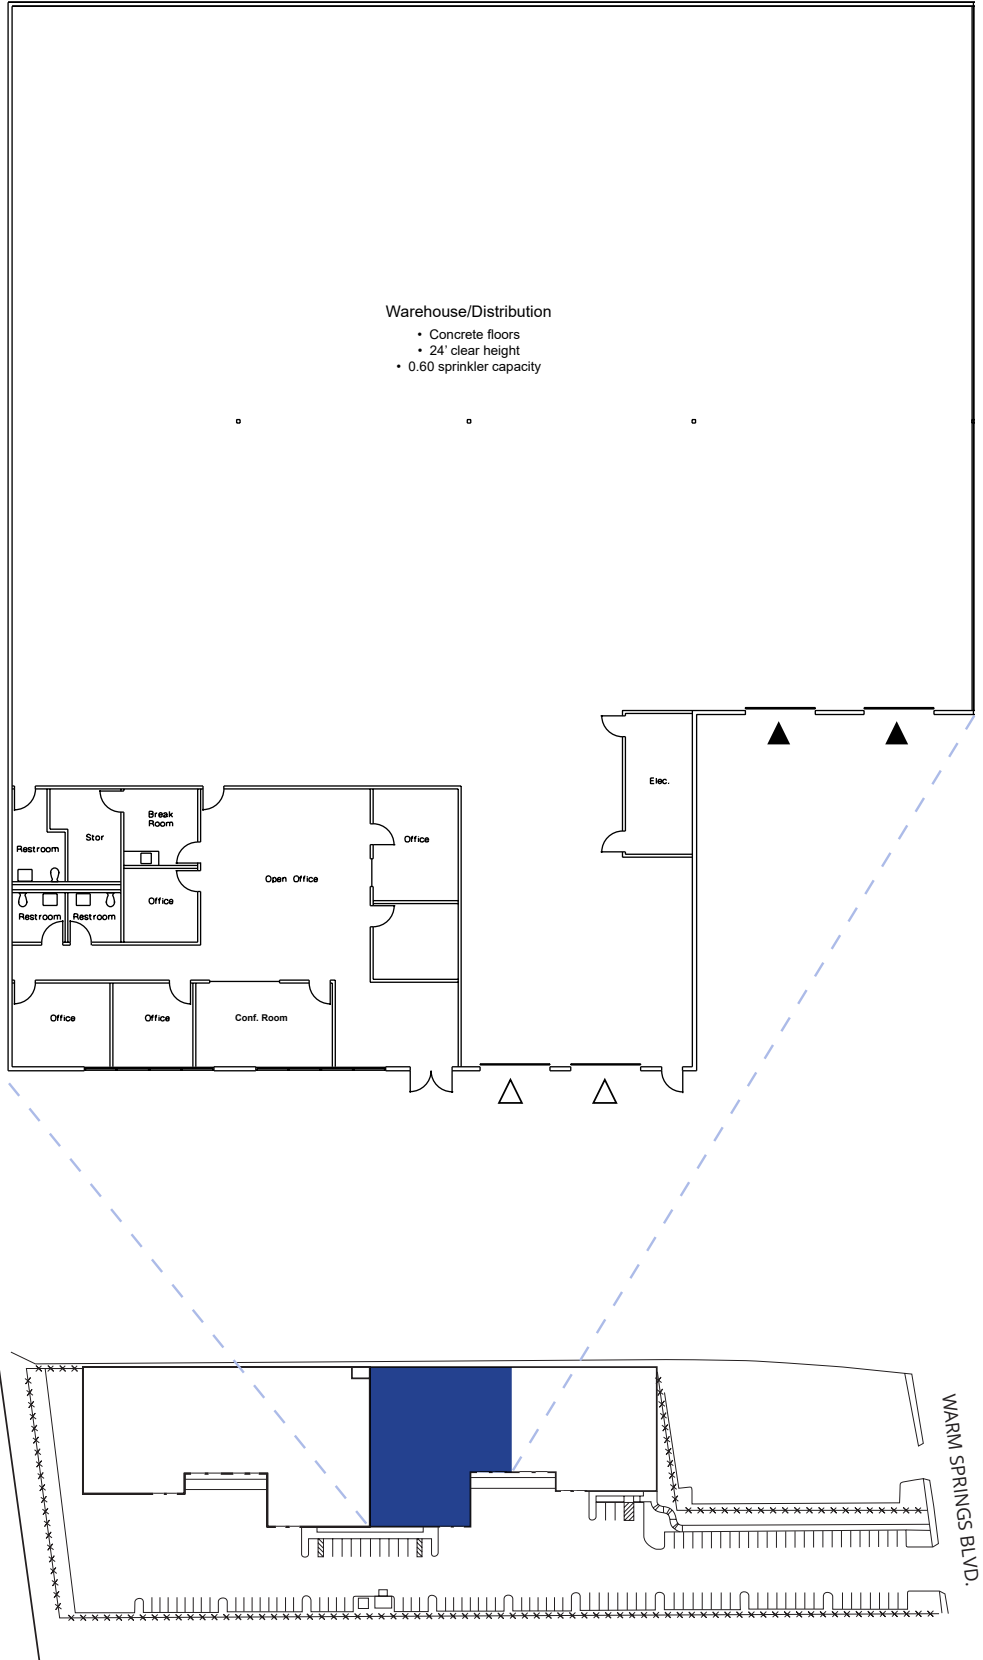 Warehouse/Distribution
• Concrete floors
• 24' clear height
• 0.60 sprinkler capacity
Elec.
Break
Room
Stor
Office
Restroom
Open Office
Office
Restroom
Restroom
Office
Office
Conf. Room
WARM SPRINGS BLVD.